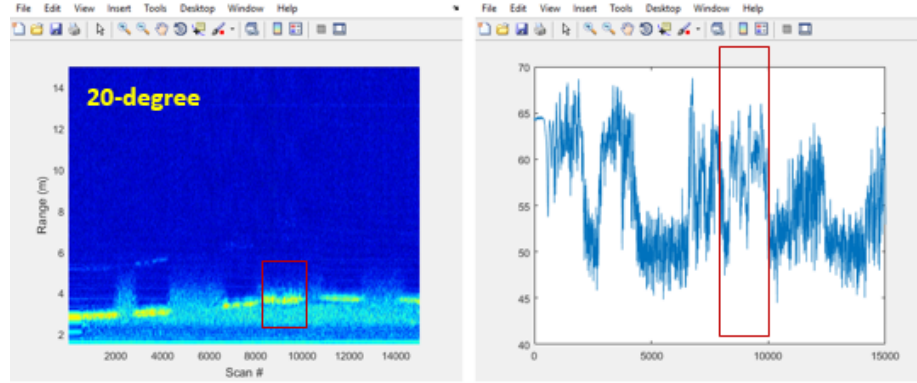 File Edit View Insert Tools Desktop Window Help
20-degree
14
12
10
8
6
4
2
Range (m)
2000 4000 6000 8000 10000 12000 14000
Scan #
File Edit View Insert Tools Desktop Window Help
70
65
60
55
50
45
40
0 5000 10000 15000